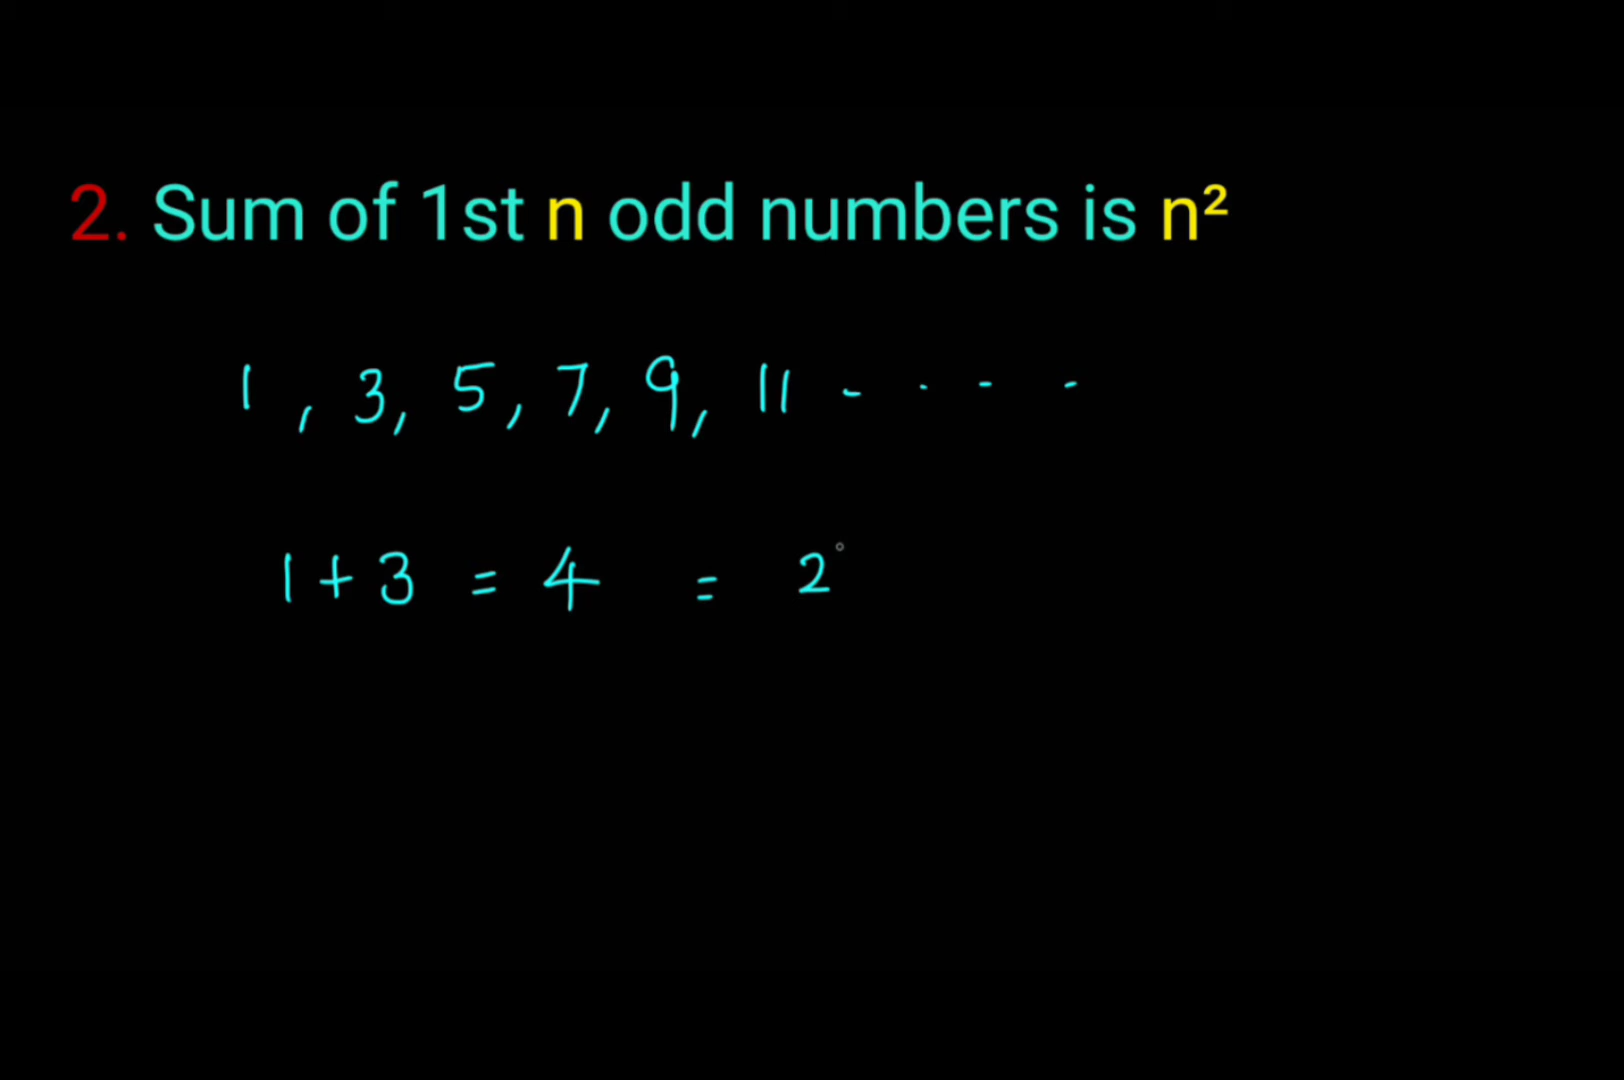 2. Sum of 1st n odd numbers is n²
1, 3, 5, 7, 9, 11 - . - -
1 + 3 = 4 = 2